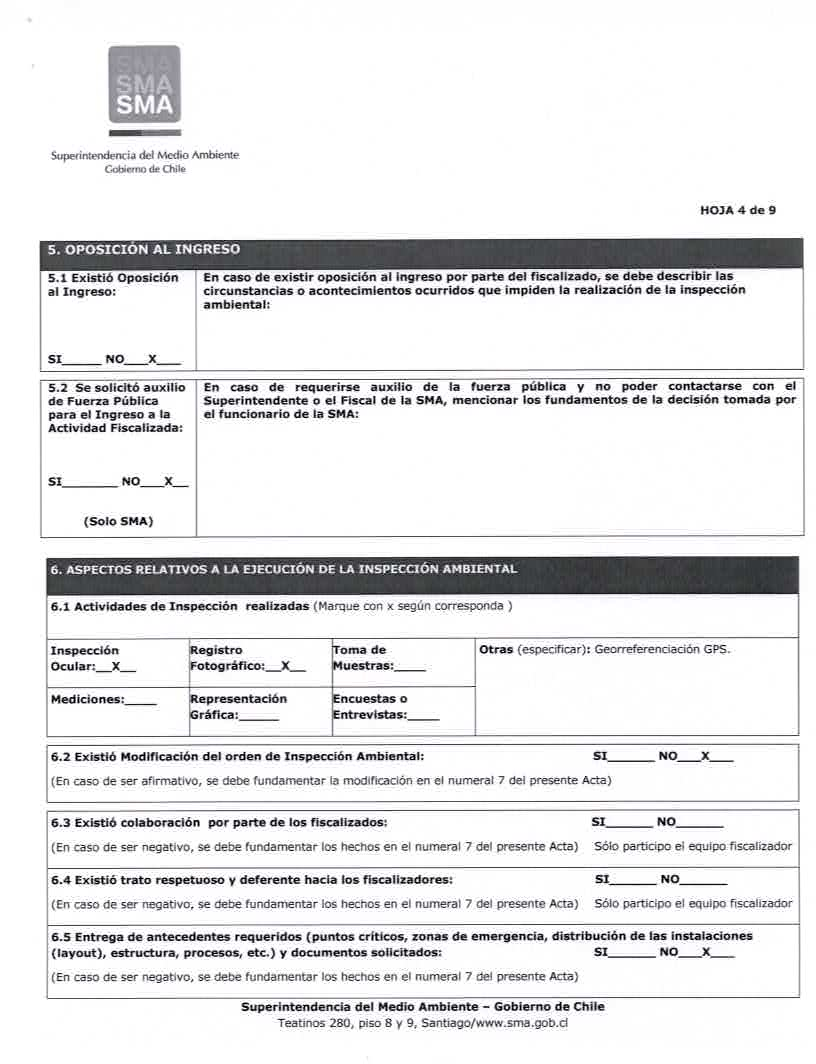 SMA
SMA
SMA
Superintendencia del Medio Ambiente
Gobierno de Chile
HOJA 4 de 9
5. OPOSICIÓN AL INGRESO
5.1 Existió Oposición
al Ingreso:
SI______ NO___X___
En caso de existir oposición al ingreso por parte del fiscalizado, se debe describir las
circunstancias o acontecimientos ocurridos que impiden la realización de la inspección
ambiental:
5.2 Se solicitó auxilio
de Fuerza Pública
para el Ingreso a la
Actividad Fiscalizada:
SI_______ NO___X__
(Solo SMA)
En caso de requerirse auxilio de la fuerza pública y no poder contactarse con el
Superintendente o el Fiscal de la SMA, mencionar los fundamentos de la decisión tomada por
el funcionario de la SMA:
6. ASPECTOS RELATIVOS A LA EJECUCIÓN DE LA INSPECCIÓN AMBIENTAL
6.1 Actividades de Inspección realizadas (Marque con x según corresponda )
Inspección
Ocular:__X__
Registro
Fotográfico:__X__
Toma de
Muestras:____
Otras (especificar): Georreferenciación GPS.
Mediciones:____
Representación
Gráfica:_____
Encuestas o
Entrevistas:____
6.2 Existió Modificación del orden de Inspección Ambiental: SI______ NO___X___
(En caso de ser afirmativo, se debe fundamentar la modificación en el numeral 7 del presente Acta)
6.3 Existió colaboración por parte de los fiscalizados: SI______ NO______
(En caso de ser negativo, se debe fundamentar los hechos en el numeral 7 del presente Acta) Sólo participo el equipo fiscalizador
6.4 Existió trato respetuoso y deferente hacia los fiscalizadores: SI______ NO______
(En caso de ser negativo, se debe fundamentar los hechos en el numeral 7 del presente Acta) Sólo participo el equipo fiscalizador
6.5 Entrega de antecedentes requeridos (puntos críticos, zonas de emergencia, distribución de las instalaciones
(layout), estructura, procesos, etc.) y documentos solicitados: SI______ NO___X___
(En caso de ser negativo, se debe fundamentar los hechos en el numeral 7 del presente Acta)
Superintendencia del Medio Ambiente – Gobierno de Chile
Teatinos 280, piso 8 y 9, Santiago/www.sma.gob.cl